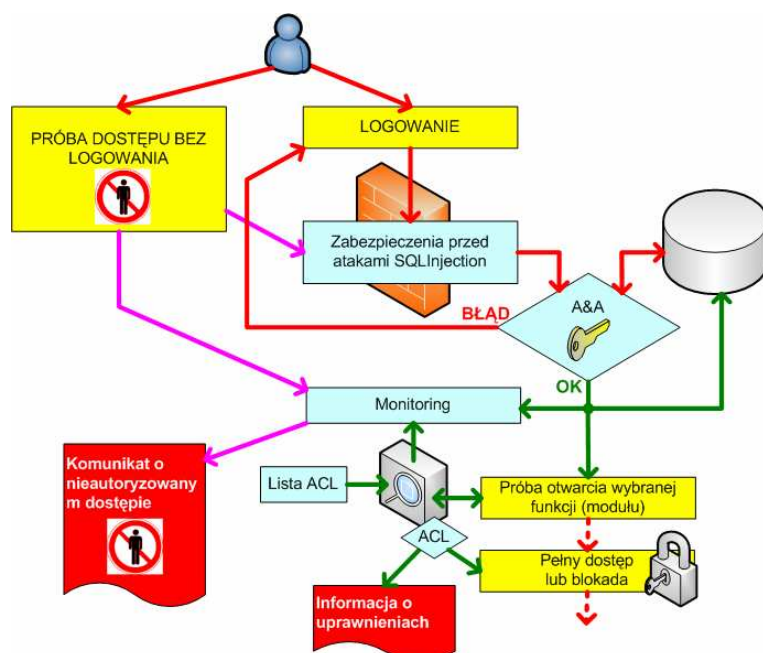 PRÓBA DOSTĘPU BEZ
LOGOWANIA
LOGOWANIE
Zabezpieczenia przed
atakami SQLInjection
A&A
BŁĄD
OK
Monitoring
Komunikat o
nieautoryzowany
m dostępie
Lista ACL
Próba otwarcia wybranej
funkcji (modułu)
ACL
Pełny dostęp
lub blokada
Informacja o
uprawnieniach